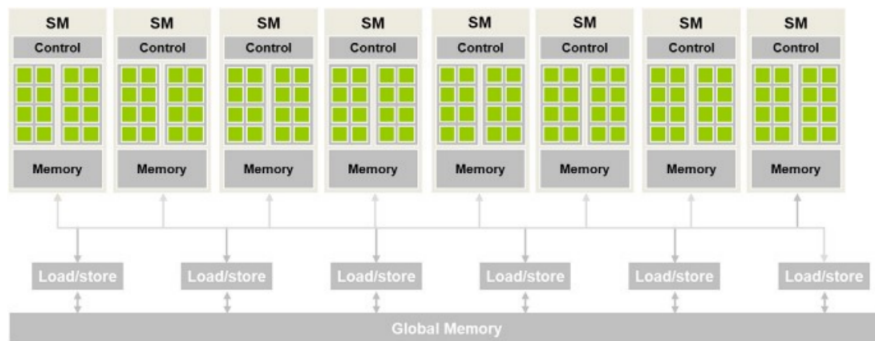 SM SM SM SM SM SM SM SM
Control Control Control Control Control Control Control Control
Memory Memory Memory Memory Memory Memory Memory Memory
Load/store Load/store Load/store Load/store Load/store Load/store
Global Memory